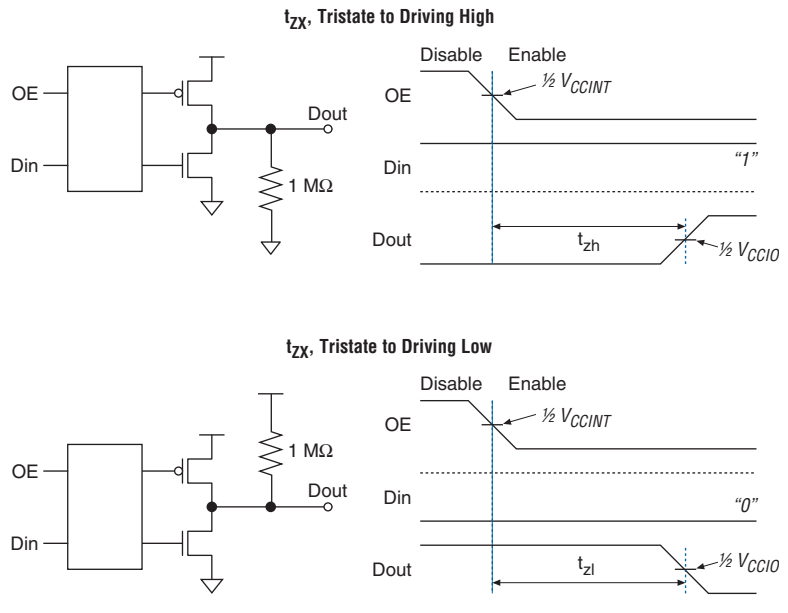 tZX, Tristate to Driving High
Disable Enable
OE
½ VCCINT
OE
Dout
Din
“1”
Din
1 MΩ
Dout
tzh
½ VCCIO
tZX, Tristate to Driving Low
Disable Enable
OE
½ VCCINT
1 MΩ
OE
Dout
Din
“0”
Din
Dout
tzl
½ VCCIO